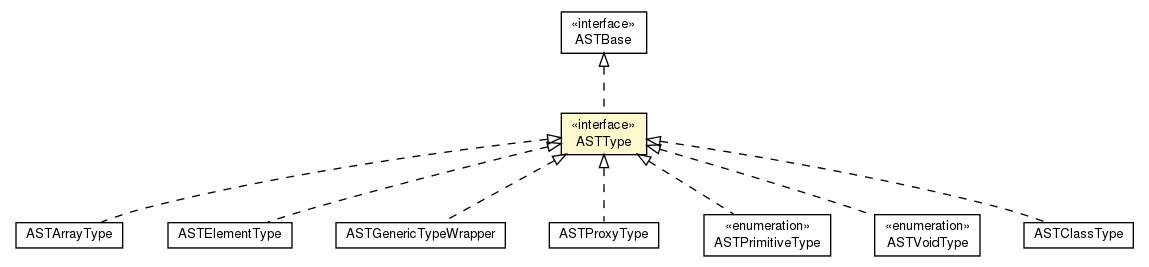 «interface»
ASTBase
«interface»
ASTType
ASTArrayType
ASTElementType
ASTGenericTypeWrapper
ASTProxyType
«enumeration»
ASTPrimitiveType
«enumeration»
ASTVoidType
ASTClassType